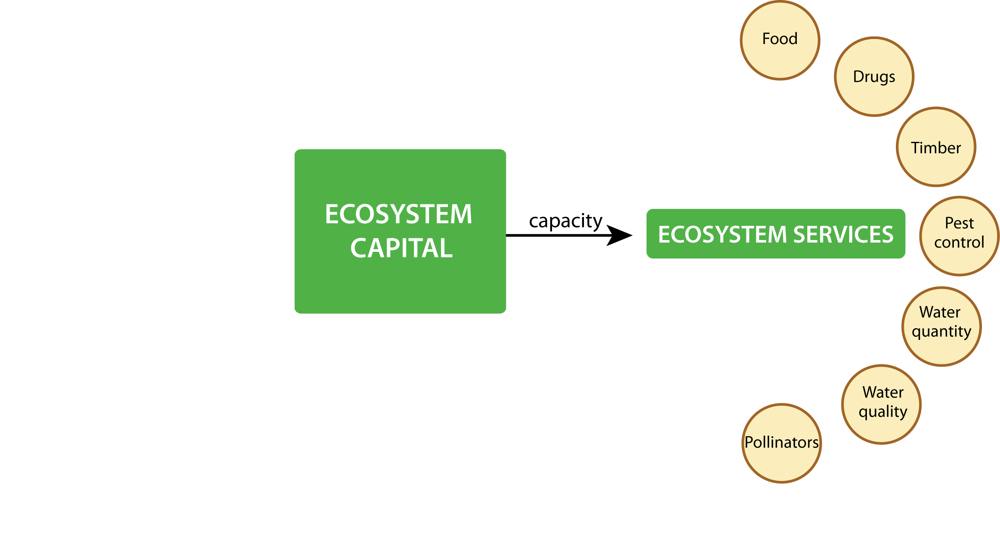 Food
Drugs
Timber
ECOSYSTEM
CAPITAL
capacity
ECOSYSTEM SERVICES
Pest
control
Water
quantity
Water
quality
Pollinators